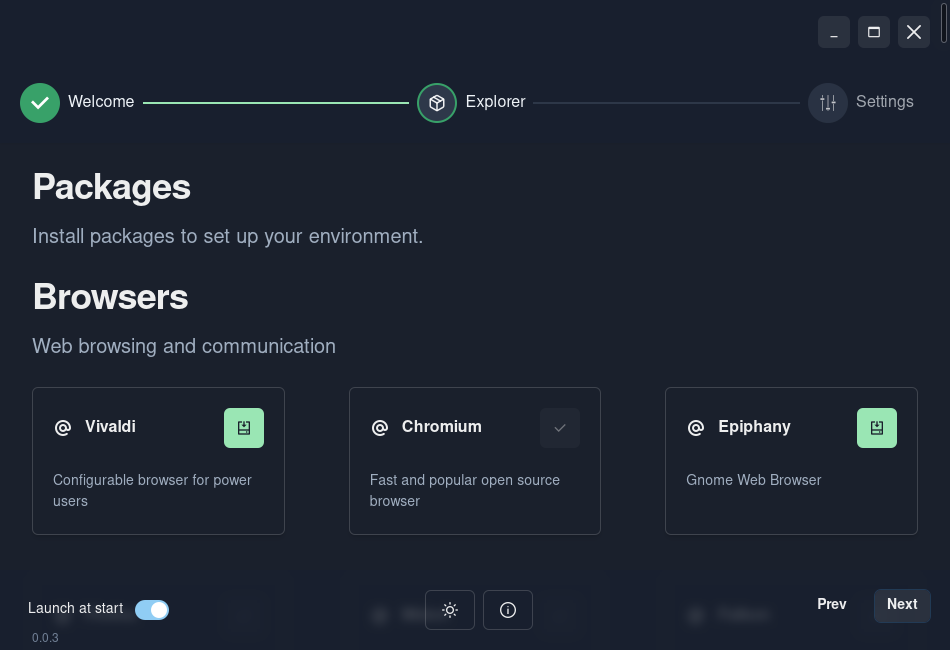 Welcome
Explorer
Settings
Packages
Install packages to set up your environment.
Browsers
Web browsing and communication
Vivaldi
Chromium
Epiphany
Configurable browser for power
users
Fast and popular open source
browser
Gnome Web Browser
Launch at start
Prev
Next
0.0.3